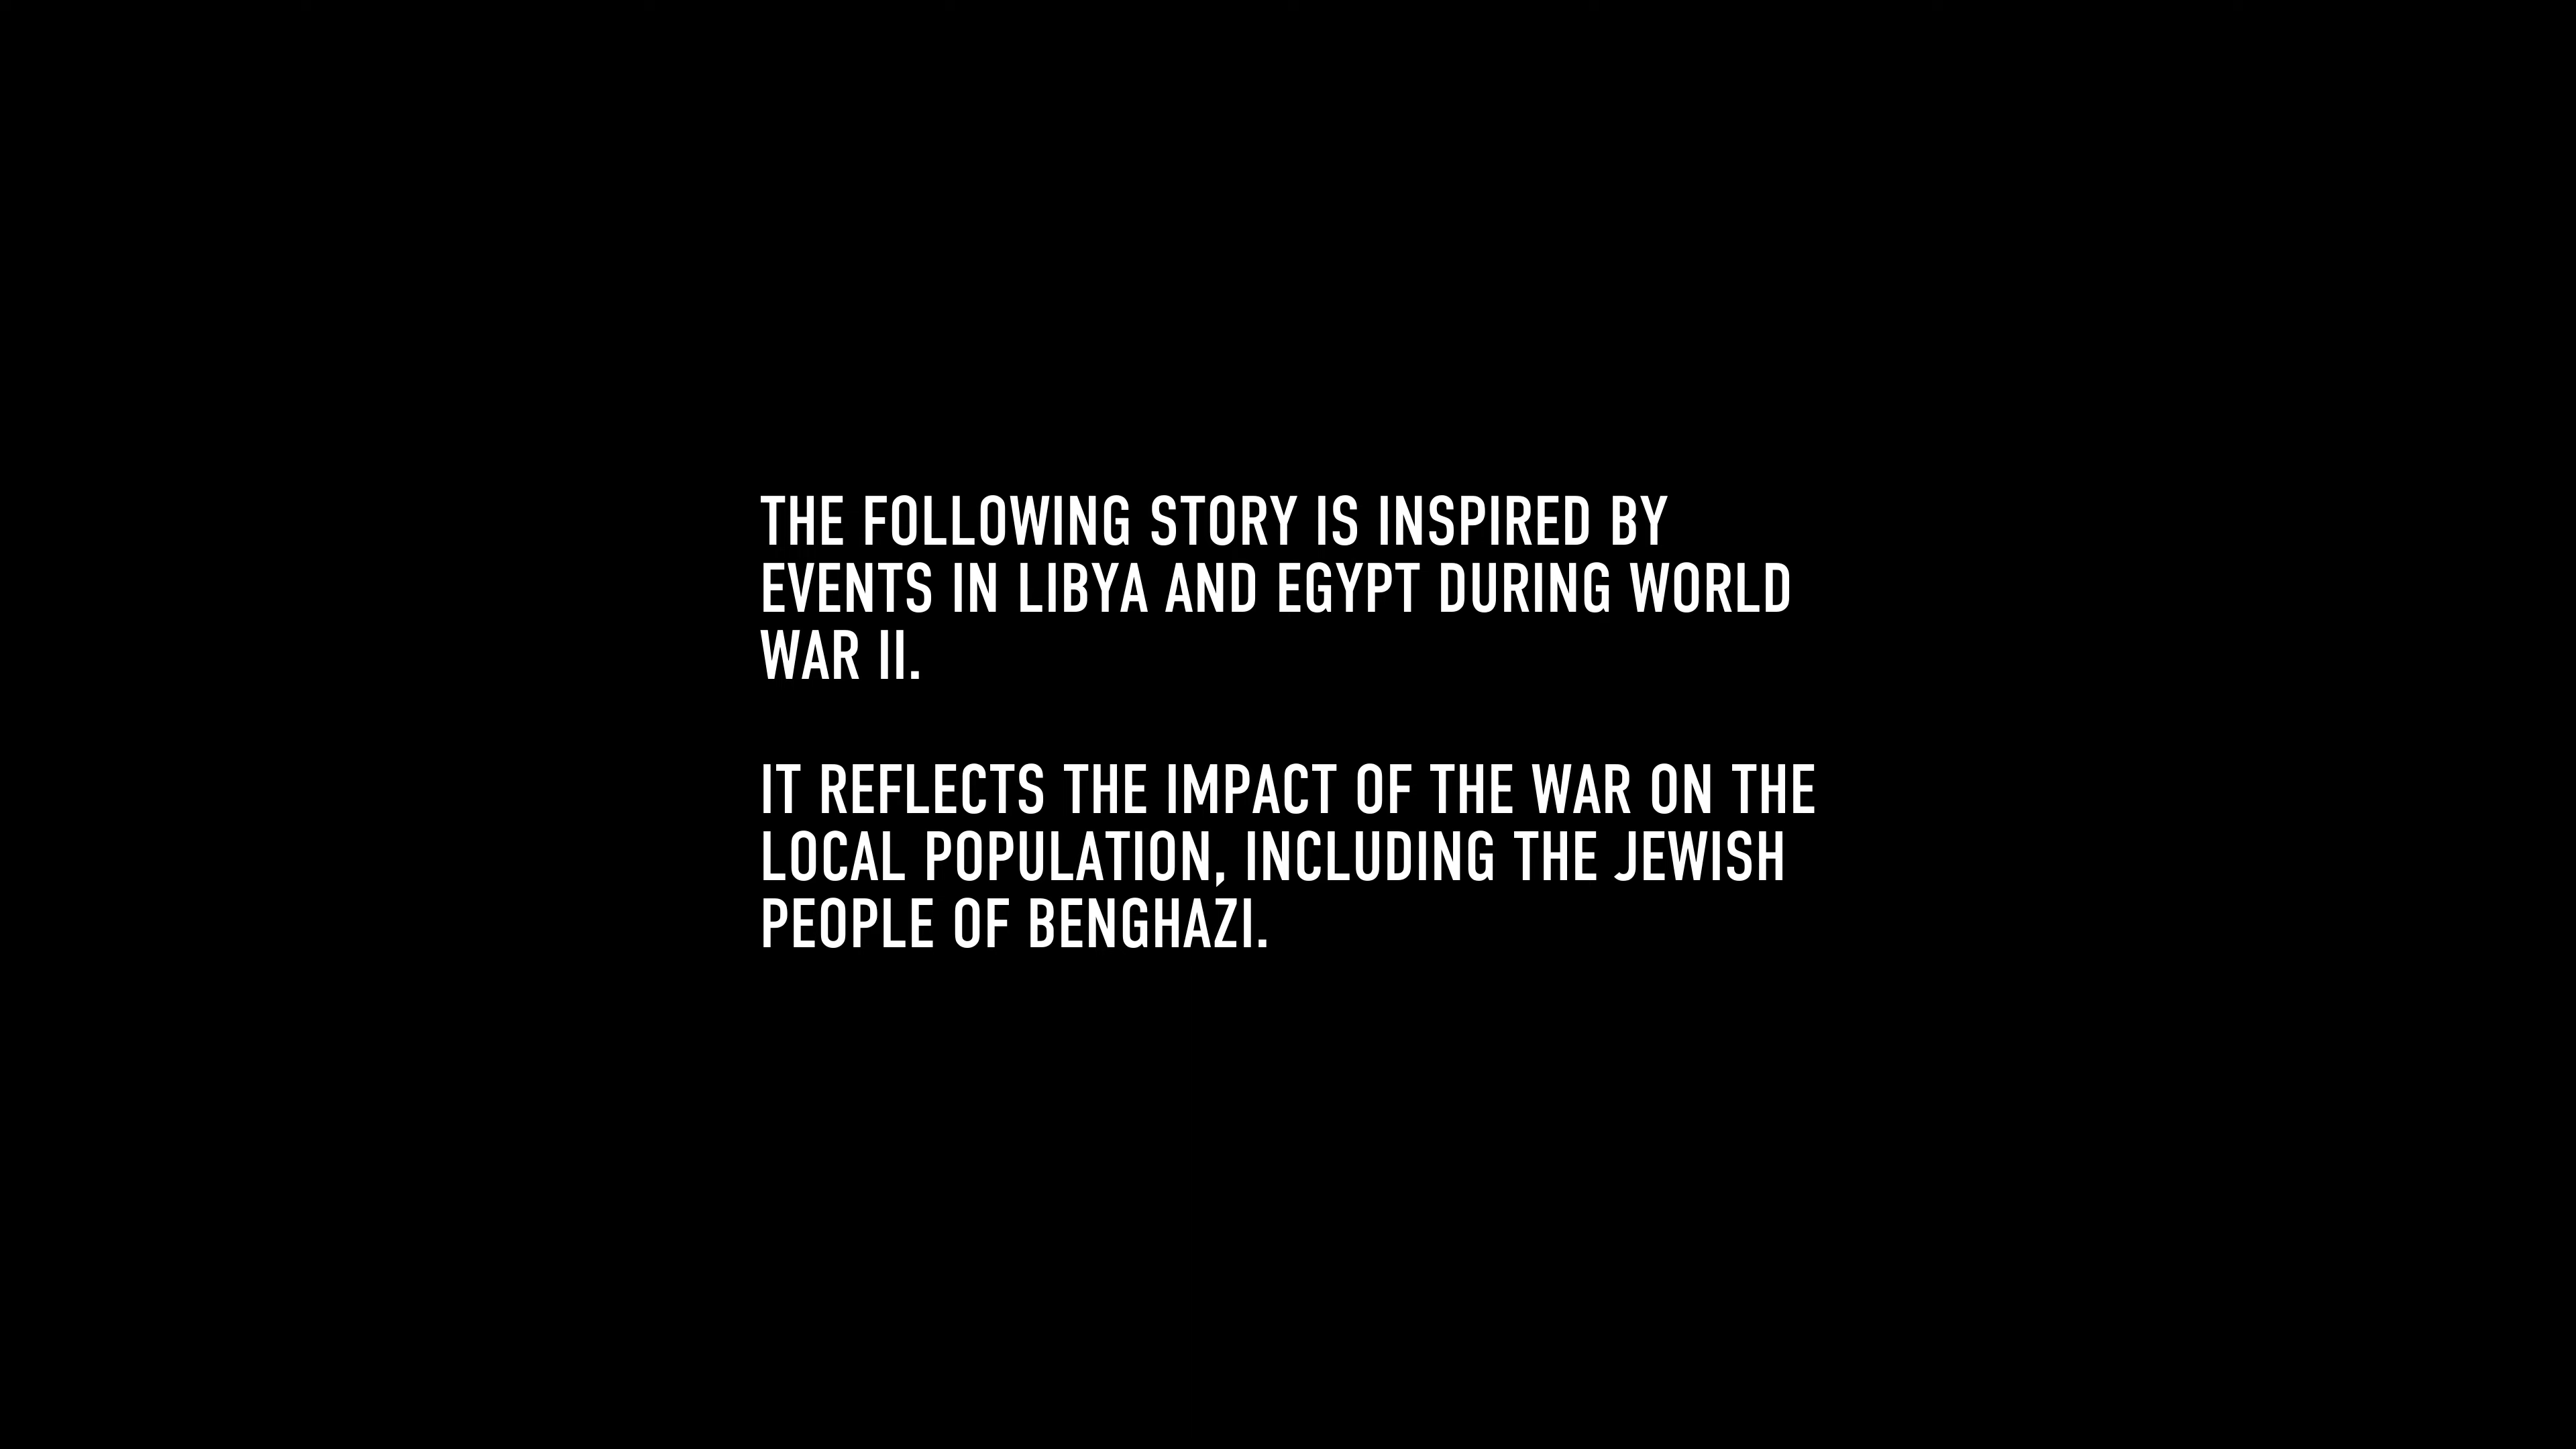 THE FOLLOWING STORY IS INSPIRED BY
EVENTS IN LIBYA AND EGYPT DURING WORLD
WAR II.
IT REFLECTS THE IMPACT OF THE WAR ON THE
LOCAL POPULATION, INCLUDING THE JEWISH
PEOPLE OF BENGHAZI.